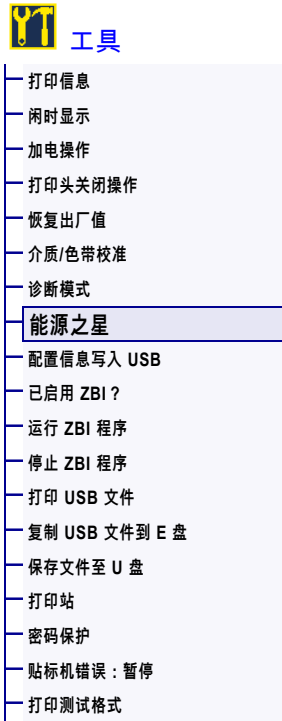 工具
打印信息
闲时显示
加电操作
打印头关闭操作
恢复出厂值
介质/色带校准
诊断模式
能源之星
配置信息写入 USB
已启用 ZBI？
运行 ZBI 程序
停止 ZBI 程序
打印 USB 文件
复制 USB 文件到 E 盘
保存文件至 U 盘
打印站
密码保护
贴标机错误：暂停
打印测试格式